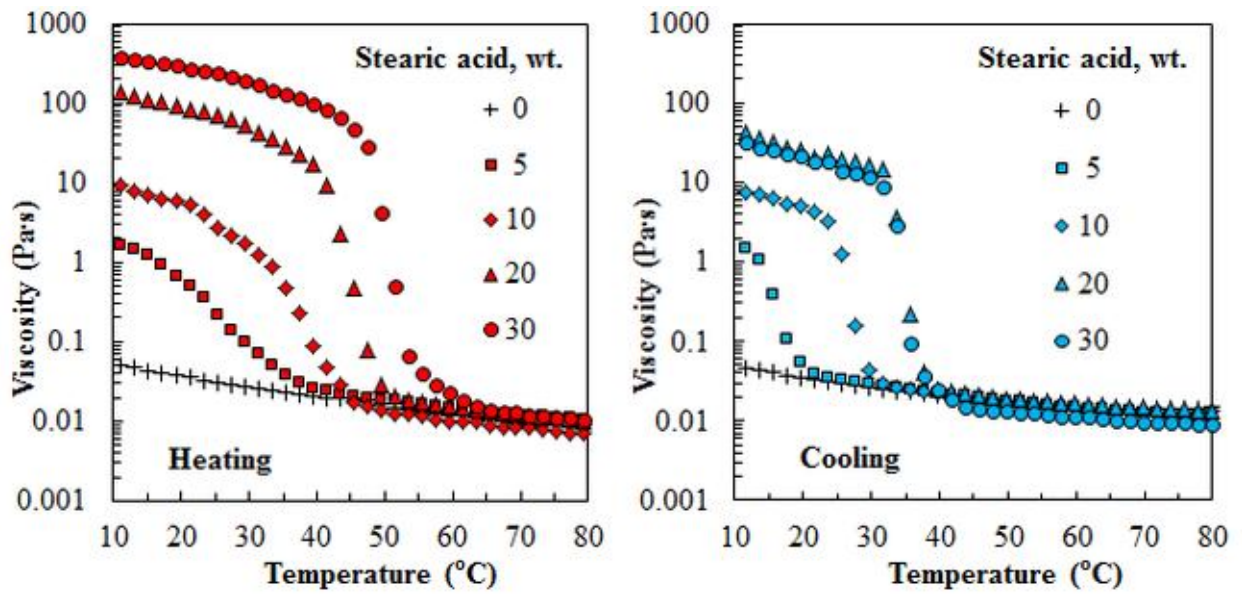 1000
100
10
1
0.1
0.01
0.001
Viscosity (Pa·s)
Stearic acid, wt.
0
5
10
20
30
Heating
10 20 30 40 50 60 70 80
Temperature (°C)
1000
100
10
1
0.1
0.01
0.001
Viscosity (Pa·s)
Stearic acid, wt.
0
5
10
20
30
Cooling
10 20 30 40 50 60 70 80
Temperature (°C)